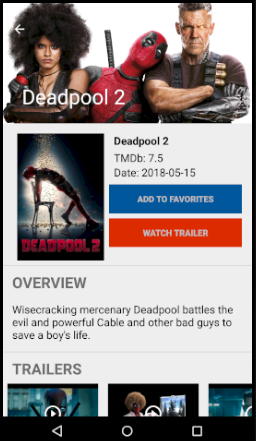 Deadpool 2
Deadpool 2
TMDb: 7.5
Date: 2018-05-15
ADD TO FAVORITES
DEADPOOL 2
WATCH TRAILER
OVERVIEW
Wisecracking mercenary Deadpool battles the
evil and powerful Cable and other bad guys to
save a boy's life.
TRAILERS